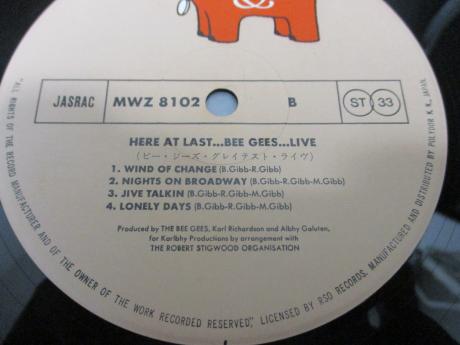 JASRAC
MWZ 8102
B
ST 33
HERE AT LAST...BEE GEES...LIVE
(ビー・ジーズ・グレイテスト・ライヴ)
1. WIND OF CHANGE (B.Gibb-R.Gibb)
2. NIGHTS ON BROADWAY (B.Gibb-R.Gibb-M.Gibb)
3. JIVE TALKIN (B.Gibb-R.Gibb-M.Gibb)
4. LONELY DAYS (B.Gibb-R.Gibb-M.Gibb)
Produced by THE BEE GEES, Karl Richardson and Albhy Galuten,
for Karlbhy Productions by arrangement with
THE ROBERT STIGWOOD ORGANISATION
"ALL RIGHTS OF THE RECORD MANUFACTURER AND OF THE OWNER OF THE WORK RECORDED RESERVED", LICENSED BY RSO RECORDS. MANUFACTURED AND DISTRIBUTED BY POLYDOR K.K., JAPAN.